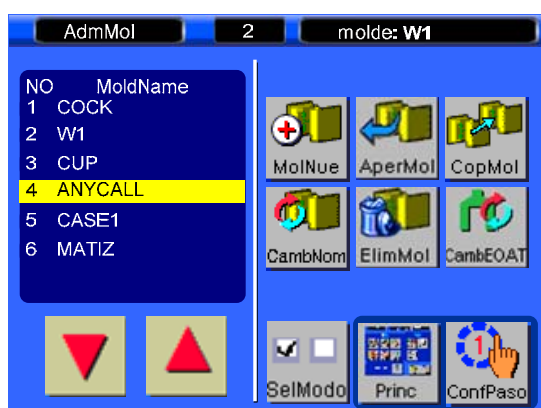 AdmMol 2 molde: W1
NO MoldName
1 COCK
2 W1
3 CUP
4 ANYCALL
5 CASE1
6 MATIZ
MolNue AperMol CopMol
CambNom ElimMol CambEOAT
1
SelModo Princ ConfPaso